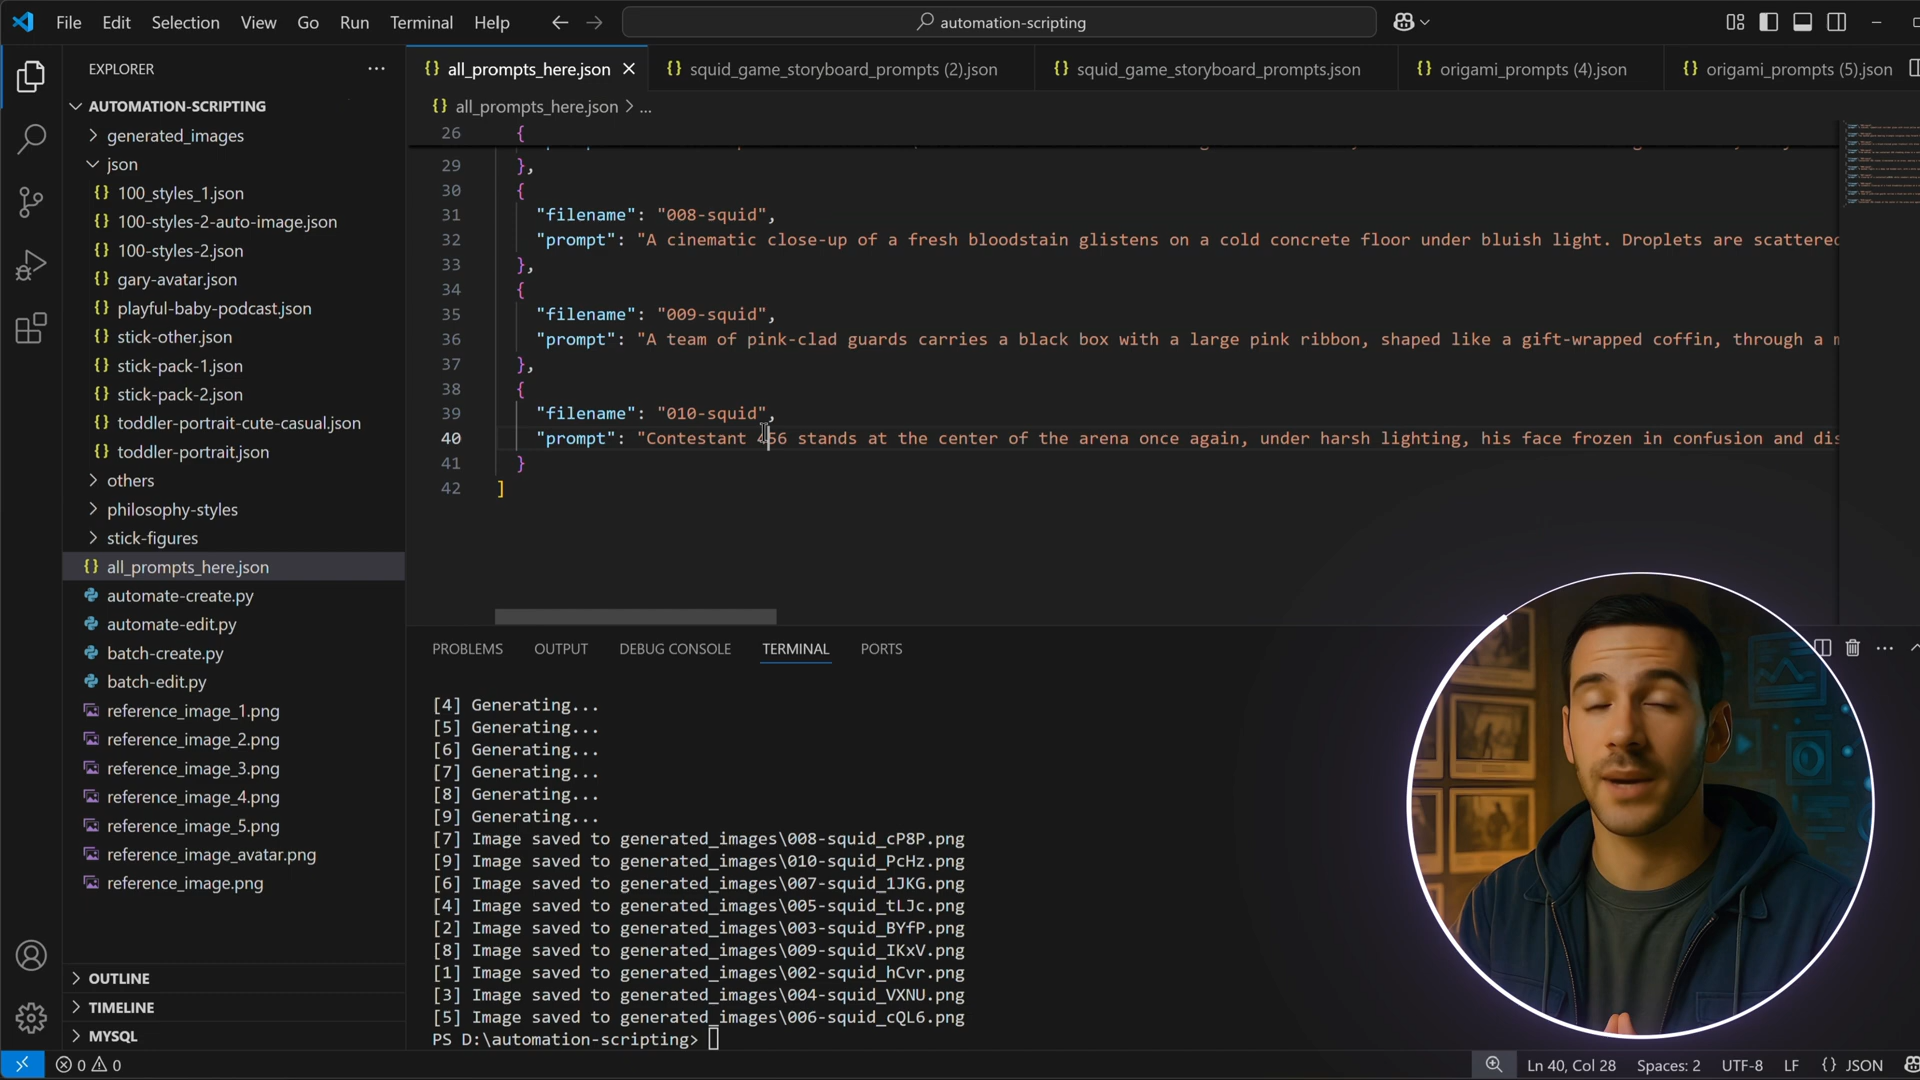 File Edit Selection View Go Run Terminal Help automation-scripting
EXPLORER
AUTOMATION-SCRIPTING
generated_images
json
100_styles_1.json
100-styles-2-auto-image.json
100-styles-2.json
gary-avatar.json
playful-baby-podcast.json
stick-other.json
stick-pack-1.json
stick-pack-2.json
toddler-portrait-cute-casual.json
toddler-portrait.json
others
philosophy-styles
stick-figures
all_prompts_here.json
automate-create.py
automate-edit.py
batch-create.py
batch-edit.py
reference_image_1.png
reference_image_2.png
reference_image_3.png
reference_image_4.png
reference_image_5.png
reference_image_avatar.png
reference_image.png
OUTLINE
TIMELINE
MYSQL
all_prompts_here.json squid_game_storyboard_prompts (2).json squid_game_storyboard_prompts.json origami_prompts (4).json origami_prompts (5).json
all_prompts_here.json > ...
26 {
29 },
30 {
31 "filename": "008-squid",
32 "prompt": "A cinematic close-up of a fresh bloodstain glistens on a cold concrete floor under bluish light. Droplets are scattered
33 },
34 {
35 "filename": "009-squid",
36 "prompt": "A team of pink-clad guards carries a black box with a large pink ribbon, shaped like a gift-wrapped coffin, through a
37 },
38 {
39 "filename": "010-squid",
40 "prompt": "Contestant 456 stands at the center of the arena once again, under harsh lighting, his face frozen in confusion and dis
41 }
42 ]
PROBLEMS OUTPUT DEBUG CONSOLE TERMINAL PORTS
[4] Generating...
[5] Generating...
[6] Generating...
[7] Generating...
[8] Generating...
[9] Generating...
[7] Image saved to generated_images\008-squid_cP8P.png
[9] Image saved to generated_images\010-squid_PcHz.png
[6] Image saved to generated_images\007-squid_1JKG.png
[4] Image saved to generated_images\005-squid_tLJc.png
[2] Image saved to generated_images\003-squid_BYfP.png
[8] Image saved to generated_images\009-squid_IKxV.png
[1] Image saved to generated_images\002-squid_hCvr.png
[3] Image saved to generated_images\004-squid_VXNU.png
[5] Image saved to generated_images\006-squid_cQL6.png
PS D:\automation-scripting>
0 0 Ln 40, Col 28 Spaces: 2 UTF-8 LF {} JSON